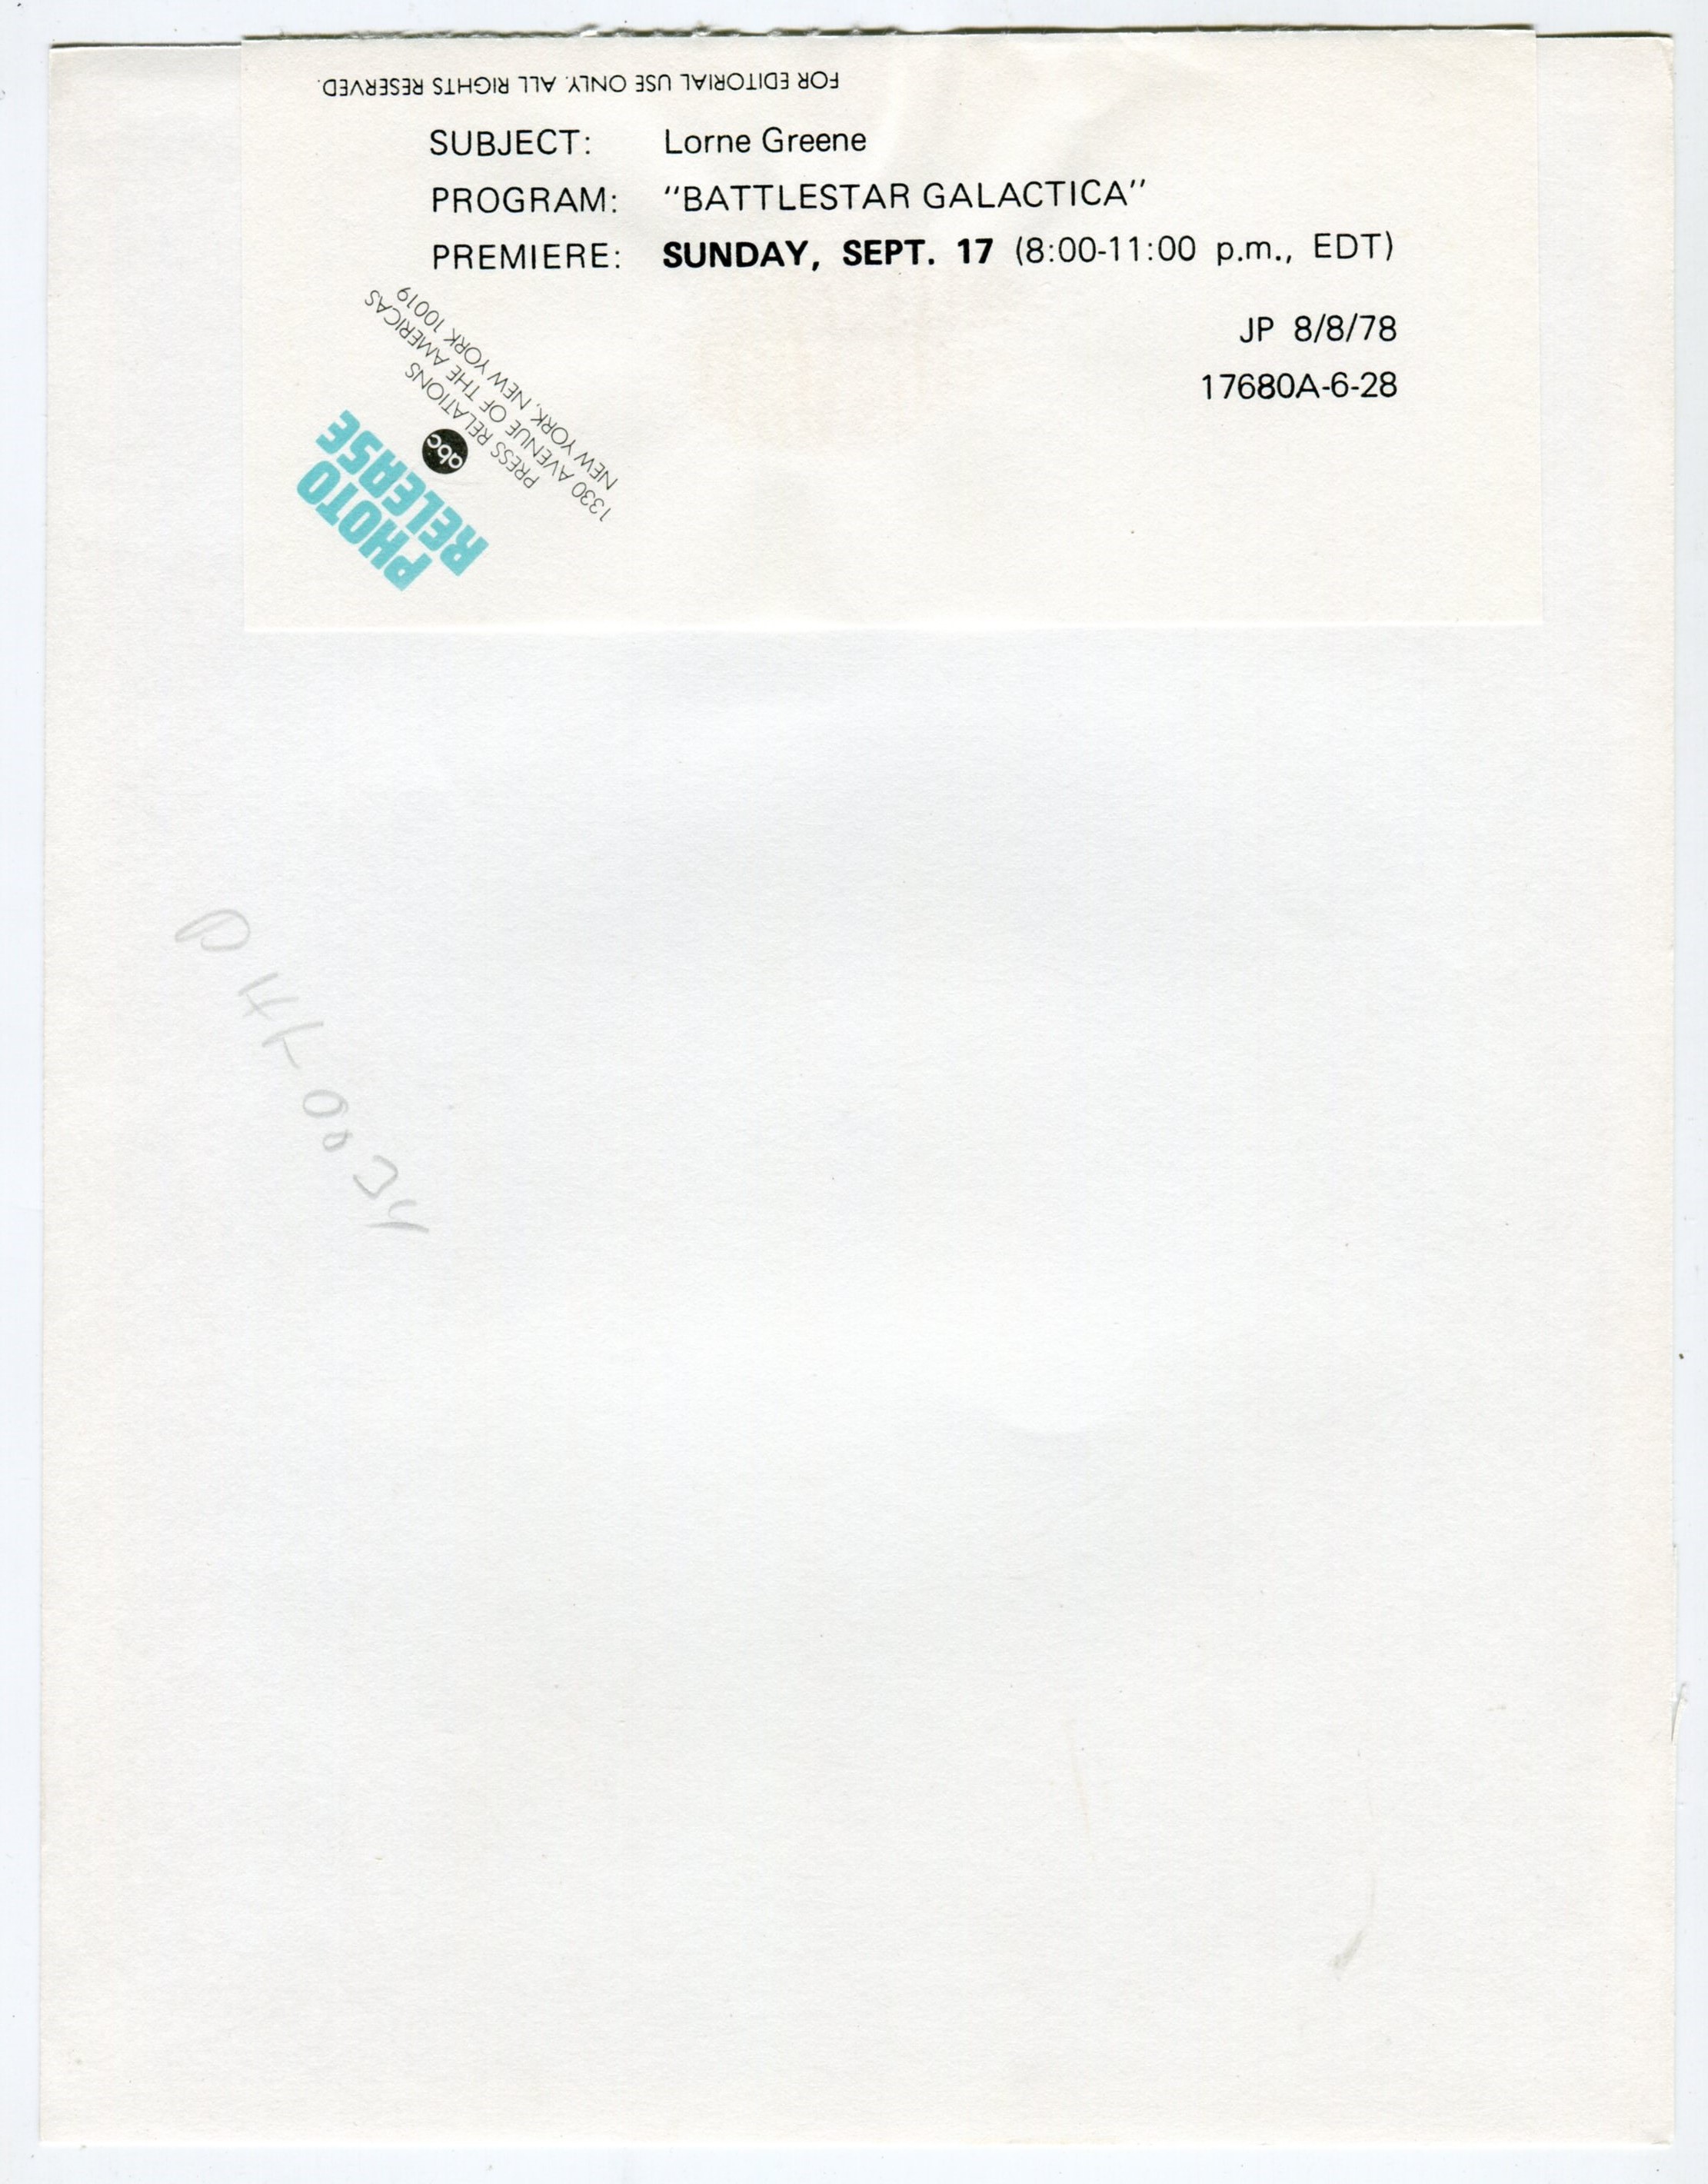 FOR EDITORIAL USE ONLY. ALL RIGHTS RESERVED.
SUBJECT: Lorne Greene
PROGRAM: "BATTLESTAR GALACTICA"
PREMIERE: SUNDAY, SEPT. 17 (8:00-11:00 p.m., EDT)
JP 8/8/78
17680A-6-28
PHOTO
RELEASE
abc
PRESS RELATIONS
1330 AVENUE OF THE AMERICAS
NEW YORK, NEW YORK 10019